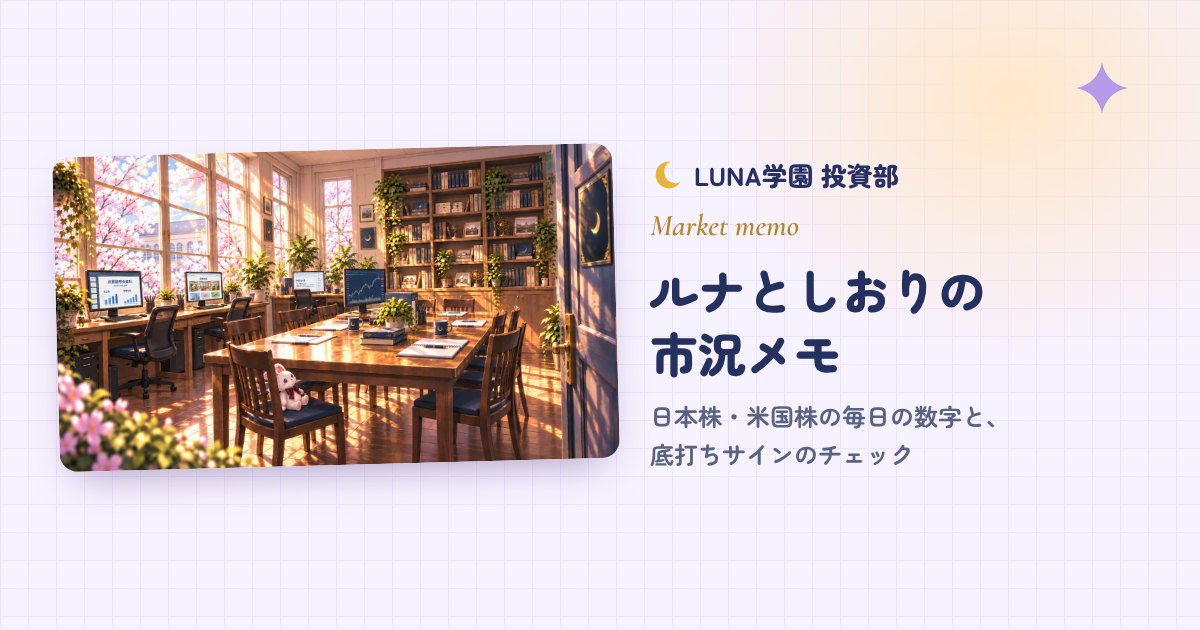 LUNA学園 投資部
Market memo
ルナとしおりの
市況メモ
日本株・米国株の毎日の数字と、
底打ちサインのチェック